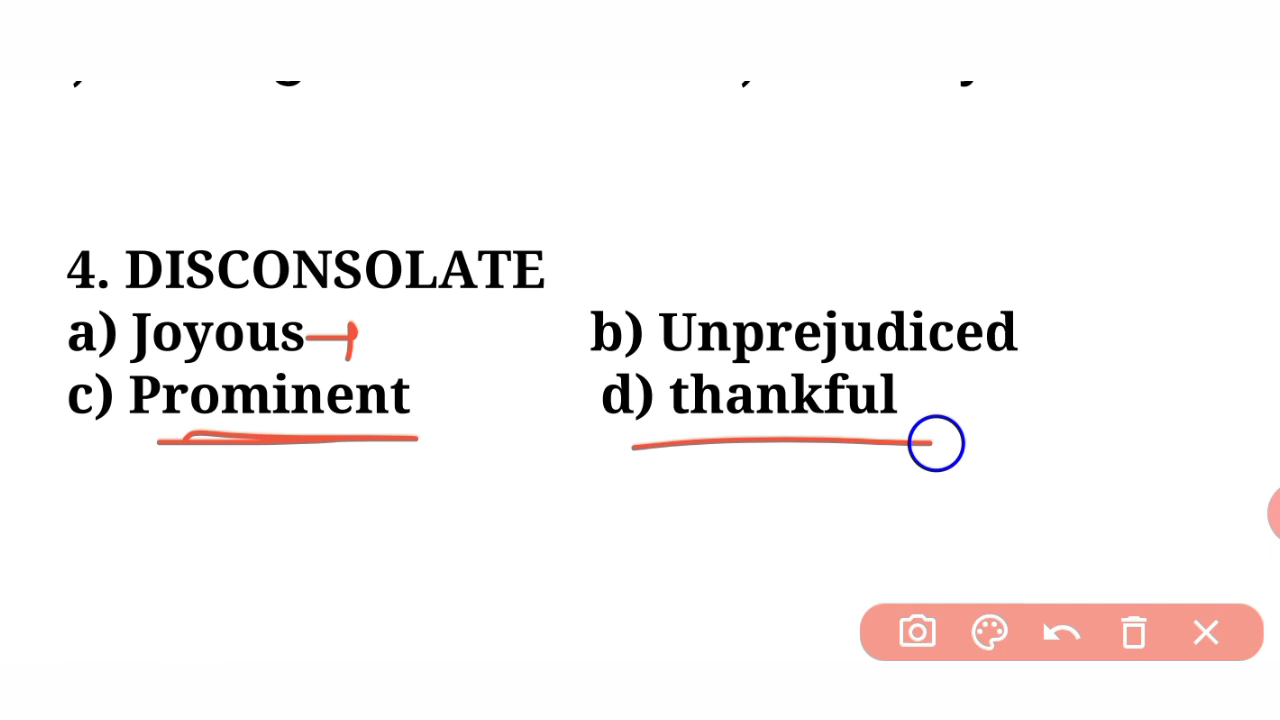 4. DISCONSOLATE
a) Joyous b) Unprejudiced
c) Prominent d) thankful